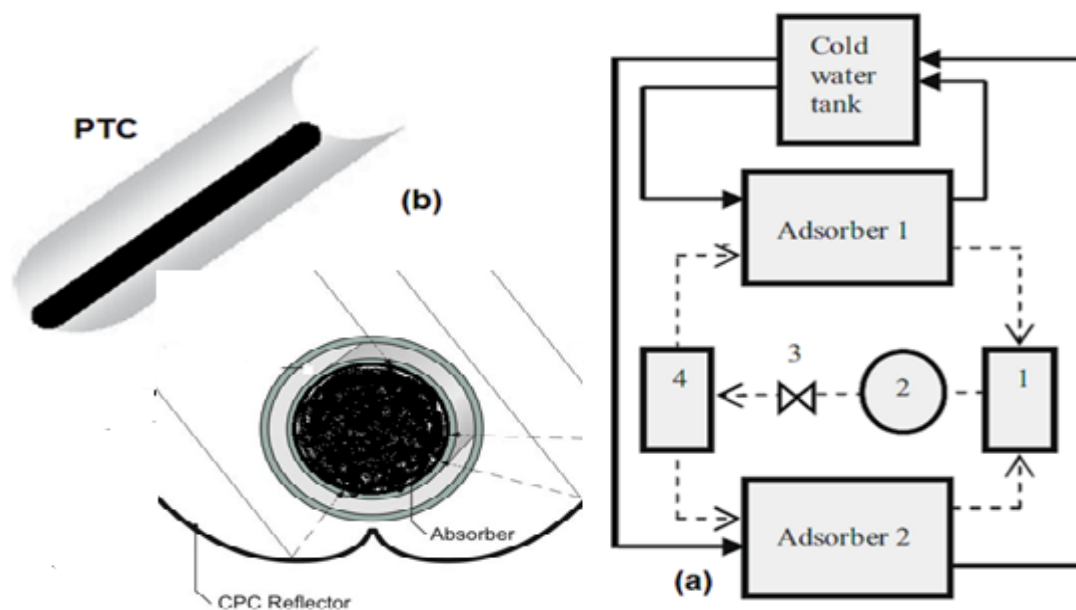 PTC
(b)
Absorber
CPC Reflector
Cold
water
tank
Adsorber 1
4
3
2
1
Adsorber 2
(a)